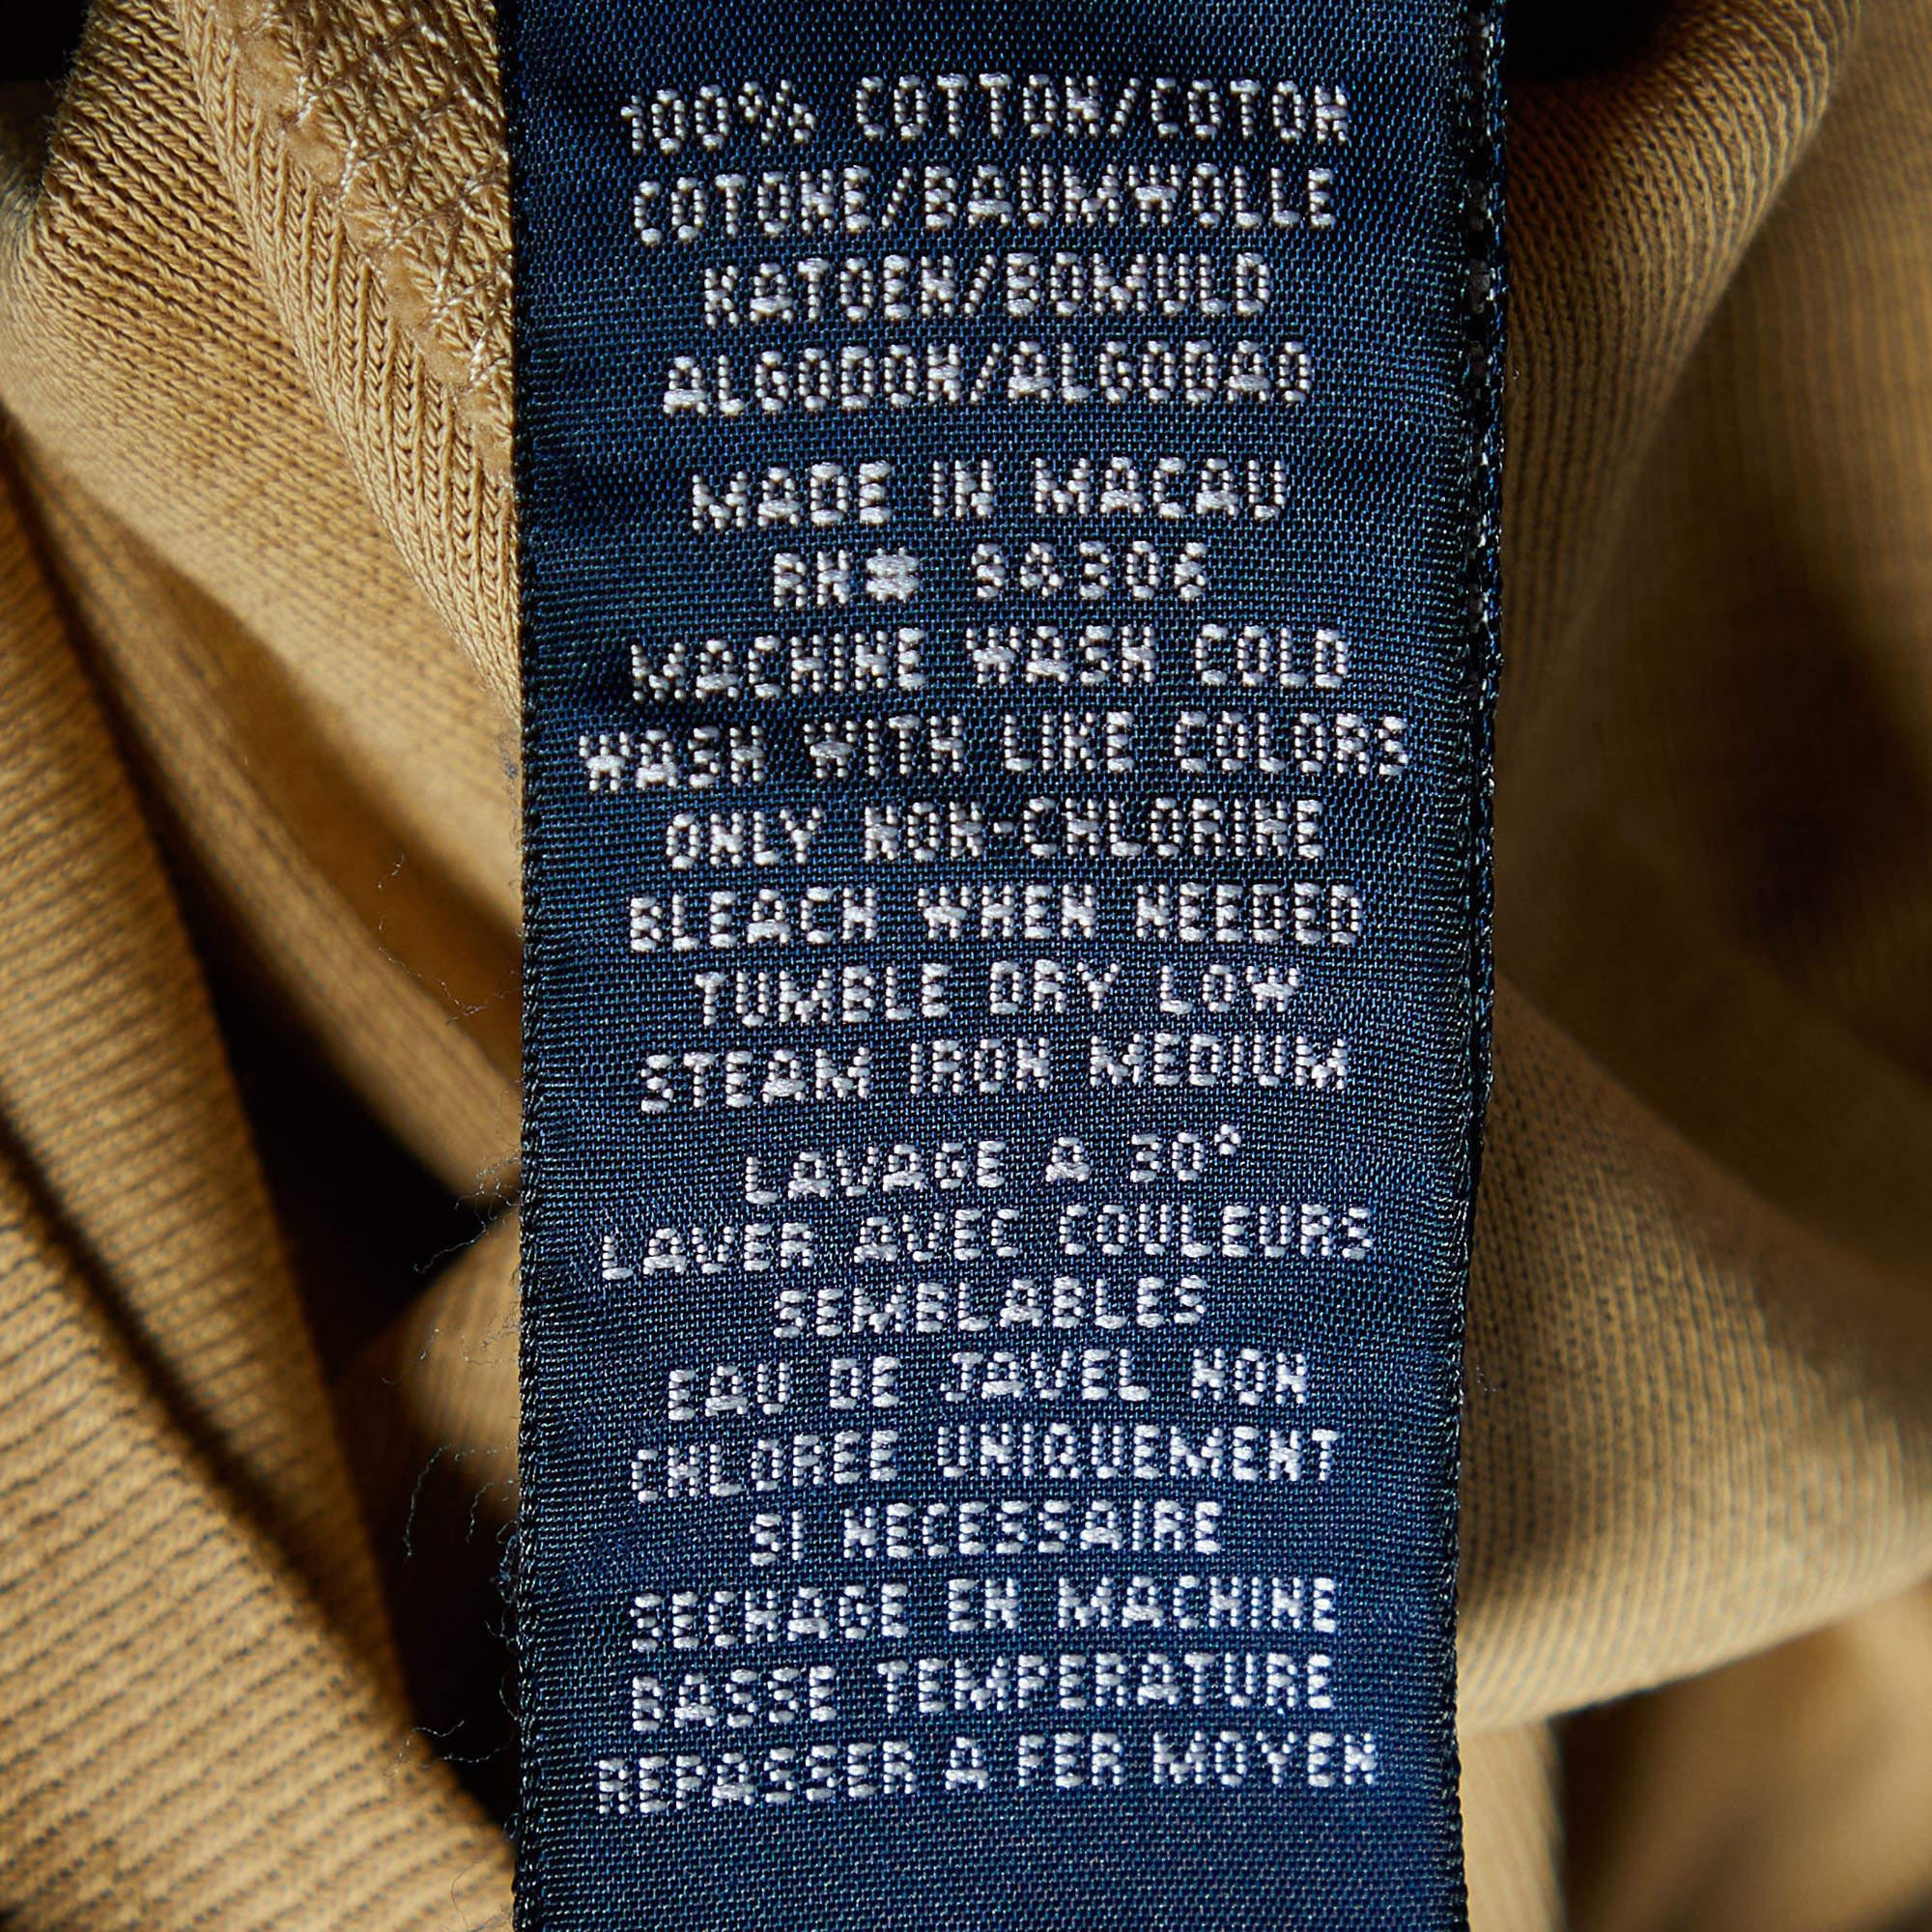 100% COTTON/COTON
COTONE/BAUMWOLLE
KATOEN/BOMULD
ALGODON/ALGODAO
MADE IN MACAU
RN# 94306
MACHINE WASH COLD
WASH WITH LIKE COLORS
ONLY NON-CHLORINE
BLEACH WHEN NEEDED
TUMBLE DRY LOW
STEAM IRON MEDIUM
LAVAGE A 30°
LAVER AVEC COULEURS
SEMBLABLES
EAU DE JAVEL NON
CHLOREE UNIQUEMENT
SI NECESSAIRE
SECHAGE EN MACHINE
BASSE TEMPERATURE
REPASSER A FER MOYEN